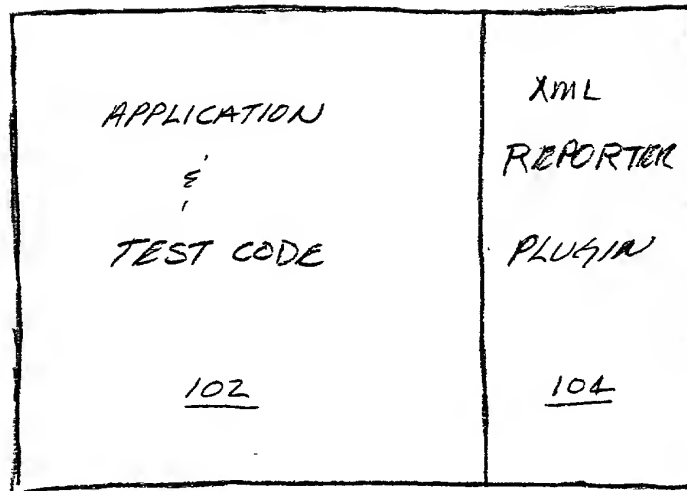 APPLICATION
&
TEST CODE
102
XML
REPORTER
PLUGIN
104